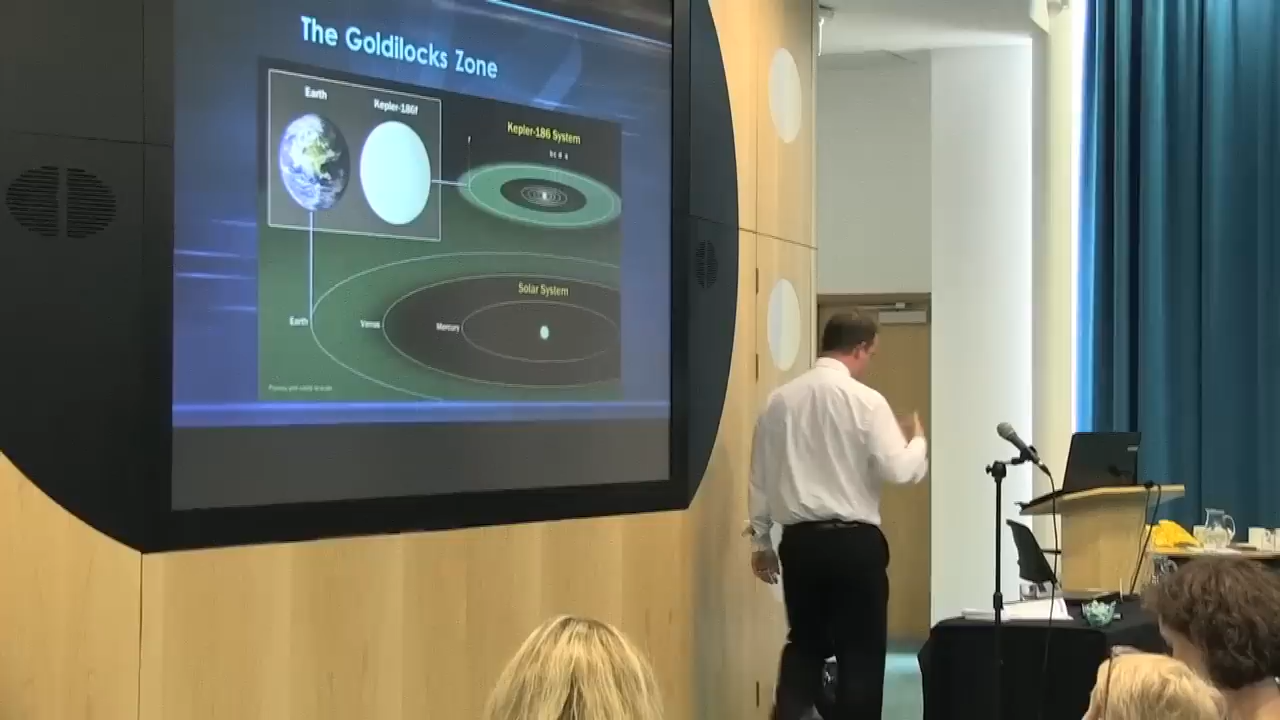 The Goldilocks Zone
Earth
Kepler-186f
Kepler-186 System
Solar System
Earth
Venus
Mercury